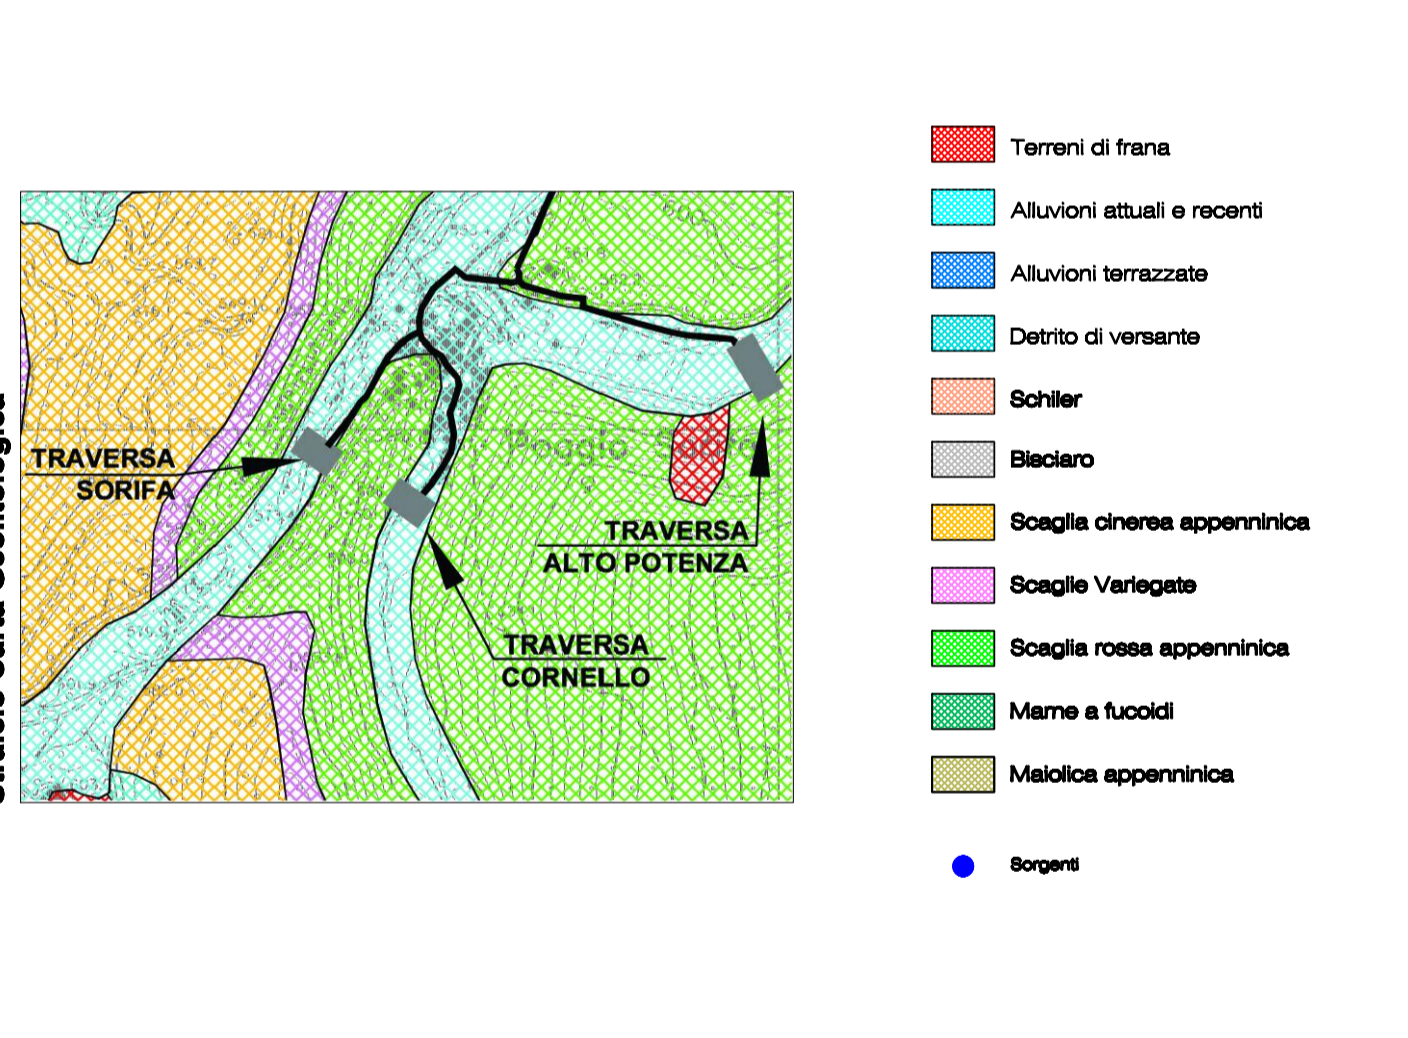 TRAVERSA
SORIFA
TRAVERSA
ALTO POTENZA
TRAVERSA
CORNELLO
Terreni di frana
Alluvioni attuali e recenti
Alluvioni terrazzate
Detrito di versante
Schiler
Bisciaro
Scaglia cinerea appenninica
Scaglie Variegate
Scaglia rossa appenninica
Marne a fucoidi
Maiolica appenninica
Sorgenti